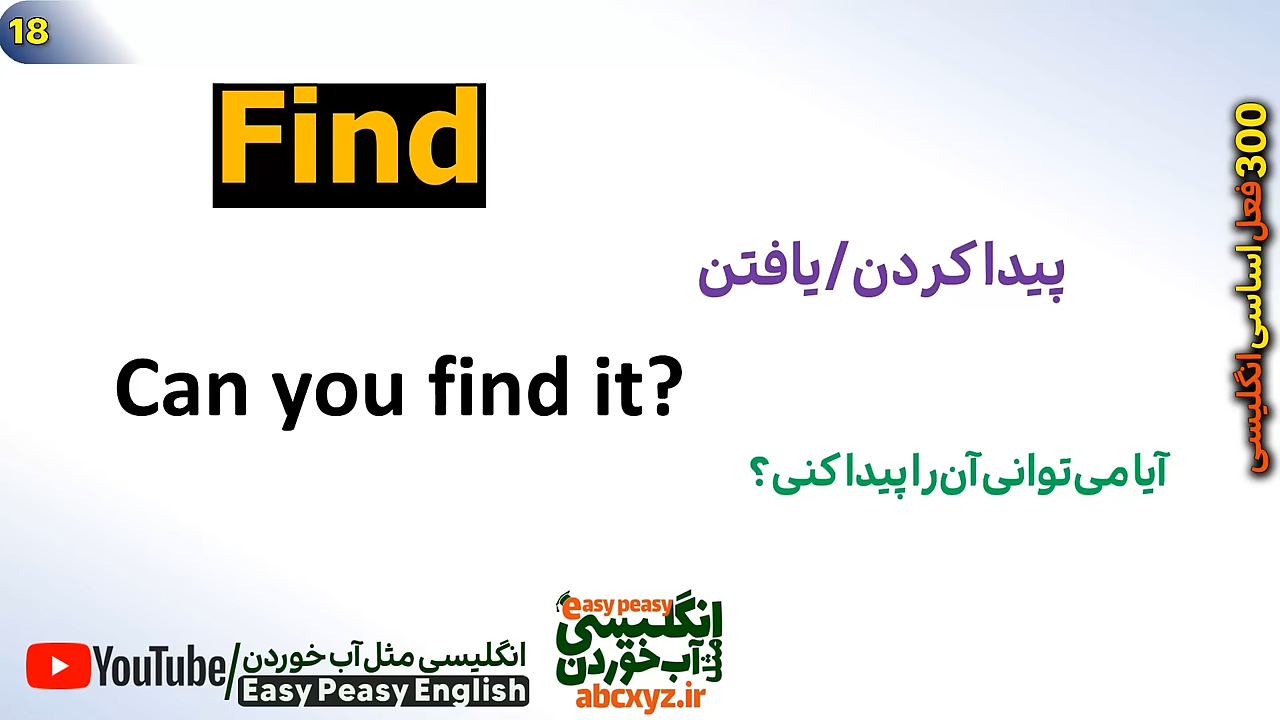 18
Find
پیدا کردن/یافتن
Can you find it?
آیا می‌توانی آن را پیدا کنی؟
300 فعل اساسی انگلیسی
YouTube/انگلیسی مثل آب خوردن
Easy Peasy English
easy peasy
انگلیسی
مثل
آب خوردن
abcxyz.ir